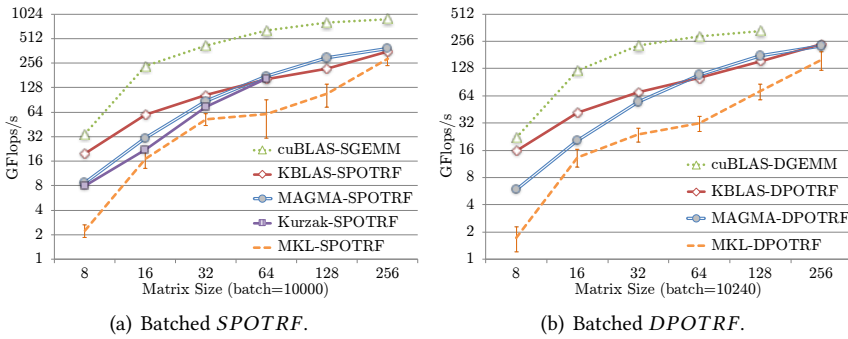 1024
512
256
128
64
32
16
8
4
2
1
GFlops/s
cuBLAS-SGEMM
KBLAS-SPOTRF
MAGMA-SPOTRF
Kurzak-SPOTRF
MKL-SPOTRF
8 16 32 64 128 256
Matrix Size (batch=10000)
(a) Batched SPOTRF.
512
256
128
64
32
16
8
4
2
1
GFlops/s
cuBLAS-DGEMM
KBLAS-DPOTRF
MAGMA-DPOTRF
MKL-DPOTRF
8 16 32 64 128 256
Matrix Size (batch=10240)
(b) Batched DPOTRF.